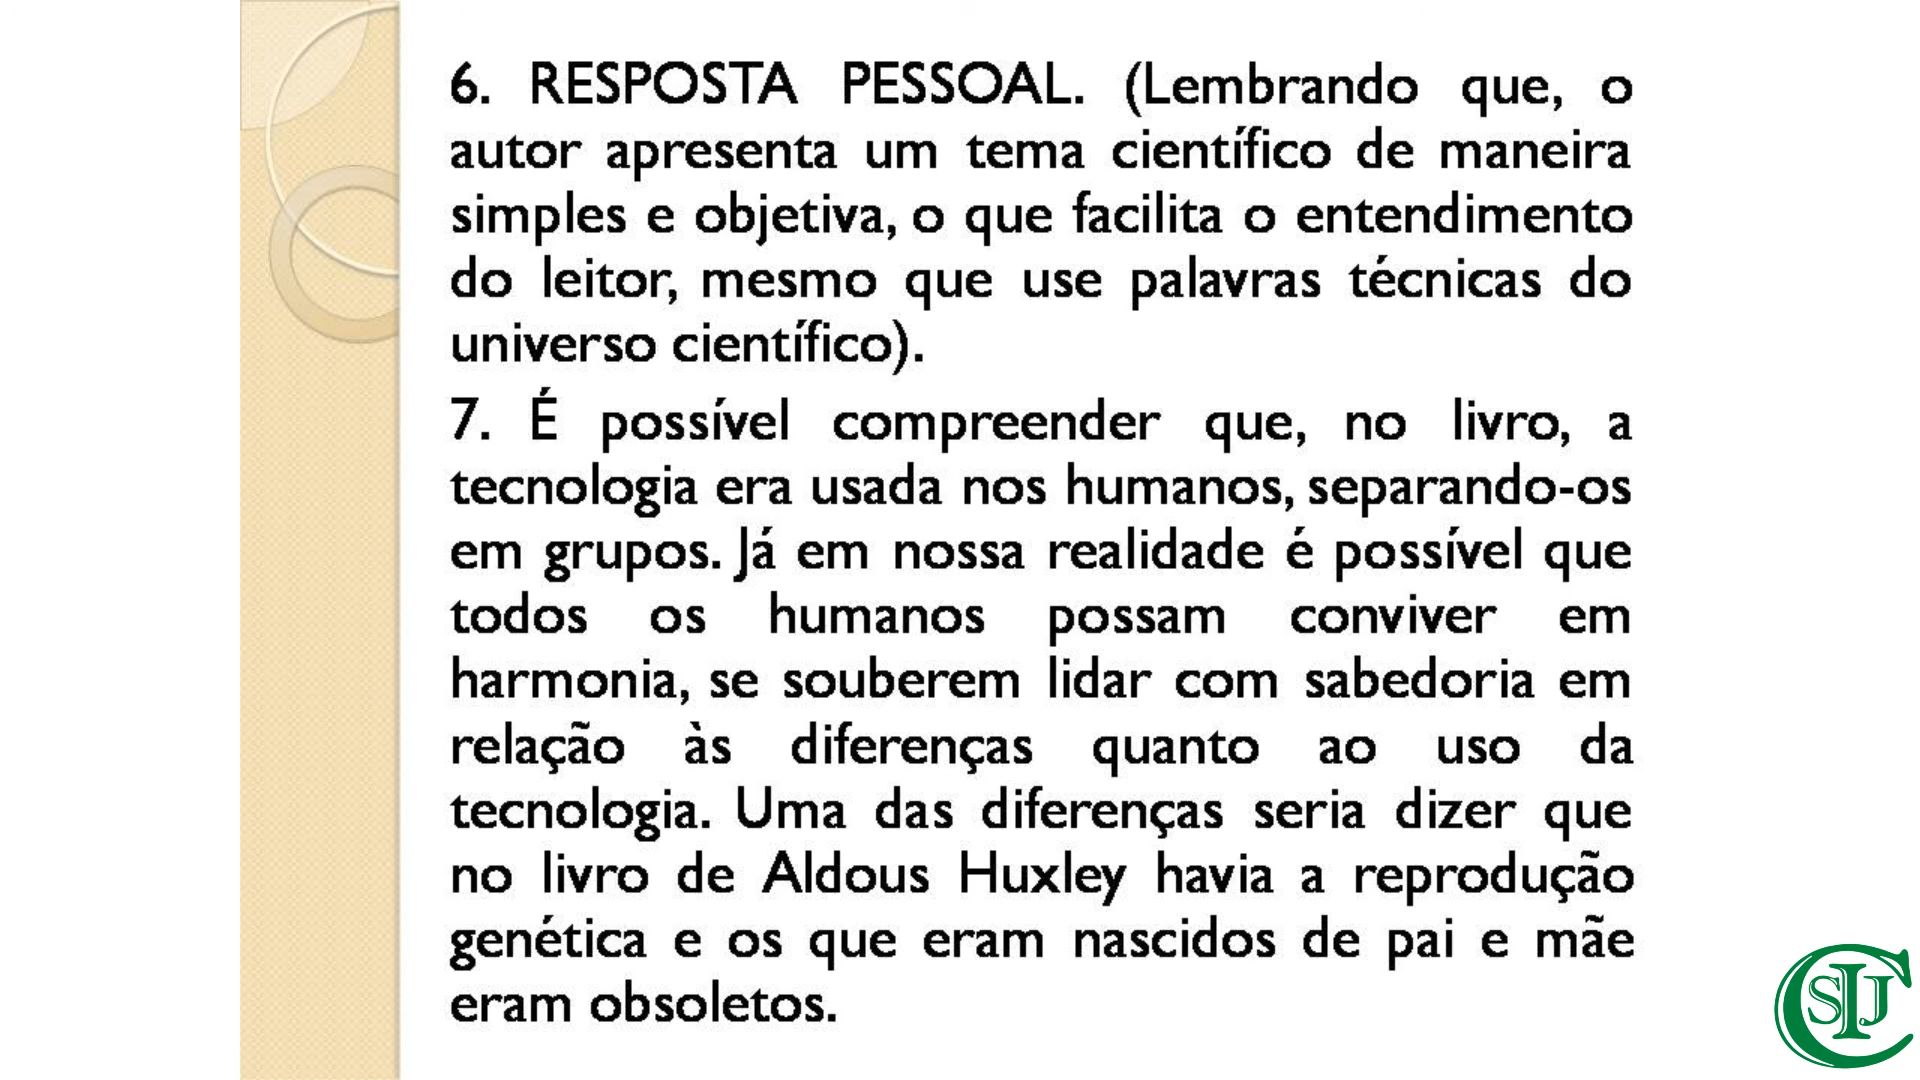 6. RESPOSTA PESSOAL. (Lembrando que, o
autor apresenta um tema científico de maneira
simples e objetiva, o que facilita o entendimento
do leitor, mesmo que use palavras técnicas do
universo científico).
7. É possível compreender que, no livro, a
tecnologia era usada nos humanos, separando-os
em grupos. Já em nossa realidade é possível que
todos os humanos possam conviver em
harmonia, se souberem lidar com sabedoria em
relação às diferenças quanto ao uso da
tecnologia. Uma das diferenças seria dizer que
no livro de Aldous Huxley havia a reprodução
genética e os que eram nascidos de pai e mãe
eram obsoletos.
CSIJ